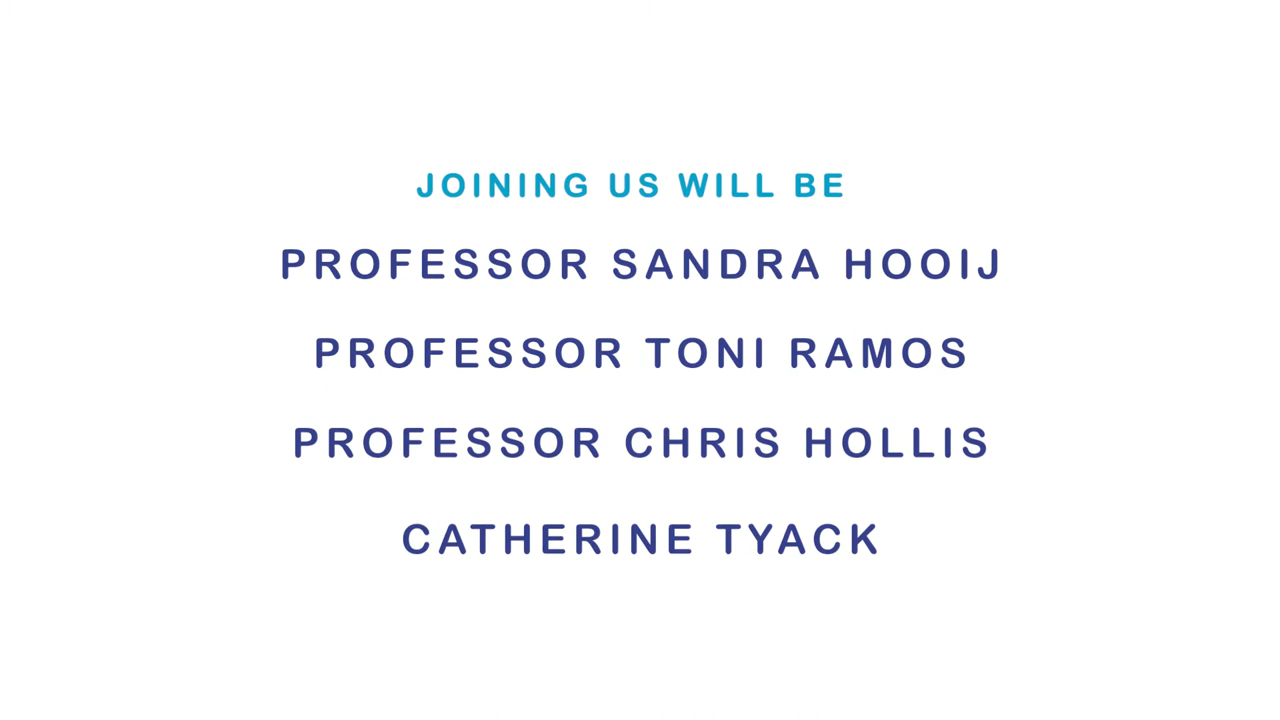 JOINING US WILL BE
PROFESSOR SANDRA HOOIJ
PROFESSOR TONI RAMOS
PROFESSOR CHRIS HOLLIS
CATHERINE TYACK